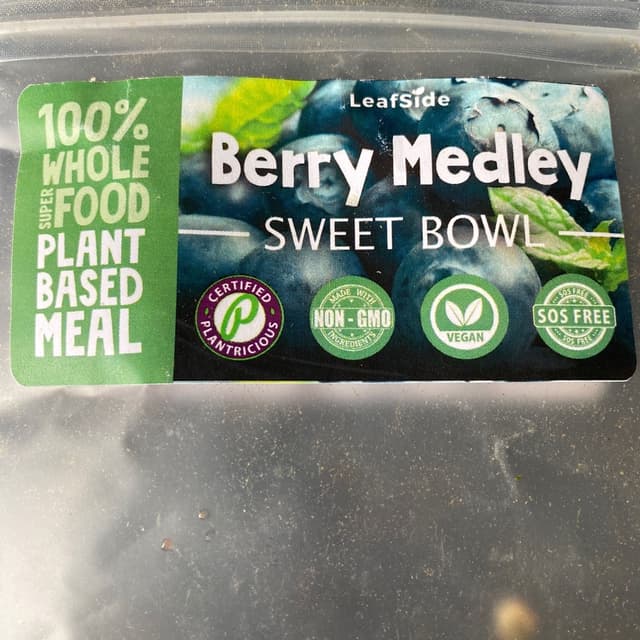 100%
WHOLE
SUPER
FOOD
PLANT
BASED
MEAL
LeafSide
Berry Medley
SWEET BOWL
CERTIFIED
PLANTRICIOUS
MADE WITH
NON - GMO
INGREDIENTS
VEGAN
SOS FREE
SOS FREE
SOS FREE